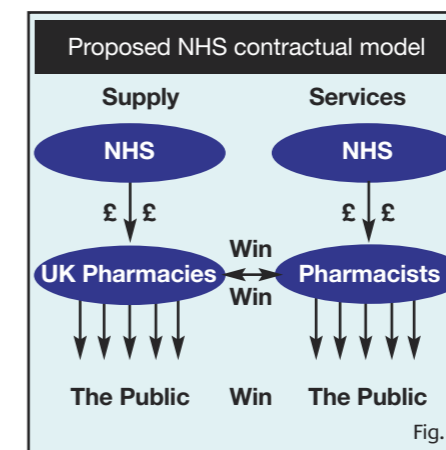 Proposed NHS contractual model
Supply Services
NHS NHS
£ £ £ £
Win
UK Pharmacies Pharmacists
Win
The Public Win The Public
Fig.